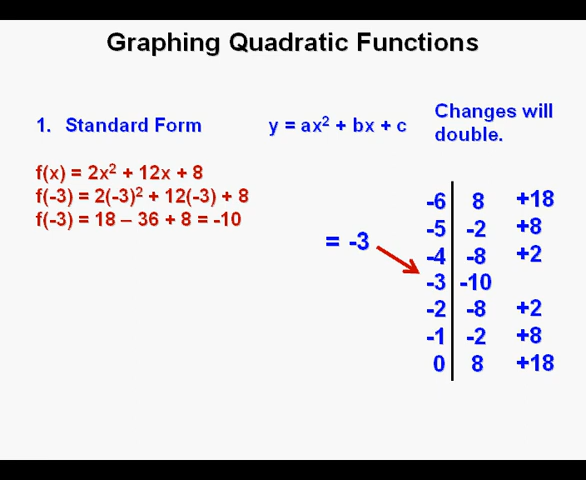 Graphing Quadratic Functions
1. Standard Form
y = ax² + bx + c
Changes will
double.
f(x) = 2x² + 12x + 8
f(-3) = 2(-3)² + 12(-3) + 8
f(-3) = 18 – 36 + 8 = -10
= -3
-6 8 +18
-5 -2 +8
-4 -8 +2
-3 -10
-2 -8 +2
-1 -2 +8
0 8 +18